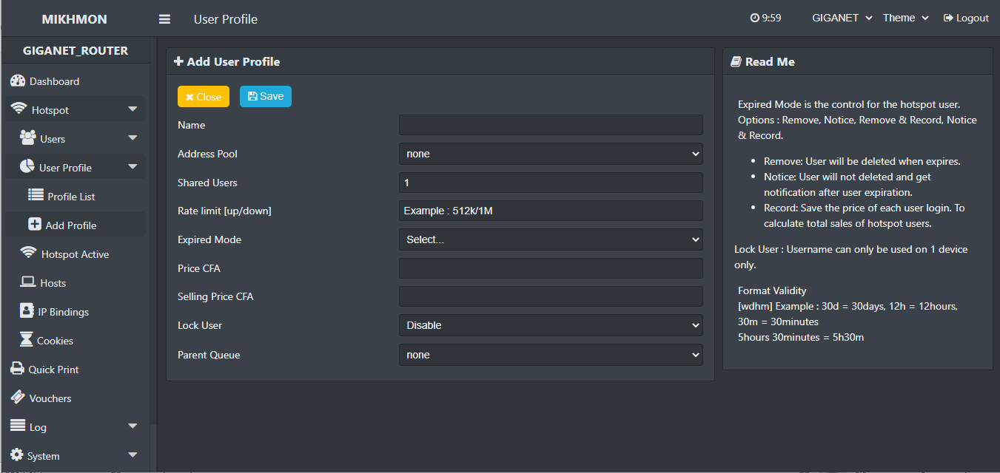 MIKHMON
User Profile
9:59
GIGANET
Theme
Logout
GIGANET_ROUTER
Dashboard
Hotspot
Users
User Profile
Profile List
Add Profile
Hotspot Active
Hosts
IP Bindings
Cookies
Quick Print
Vouchers
Log
System
Add User Profile
Close
Save
Name
Address Pool
none
Shared Users
1
Rate limit [up/down]
Example : 512k/1M
Expired Mode
Select...
Price CFA
Selling Price CFA
Lock User
Disable
Parent Queue
none
Read Me
Expired Mode is the control for the hotspot user.
Options : Remove, Notice, Remove & Record, Notice
& Record.
• Remove: User will be deleted when expires.
• Notice: User will not deleted and get
notification after user expiration.
• Record: Save the price of each user login. To
calculate total sales of hotspot users.
Lock User : Username can only be used on 1 device
only.
Format Validity
[wdhm] Example : 30d = 30days, 12h = 12hours,
30m = 30minutes
5hours 30minutes = 5h30m